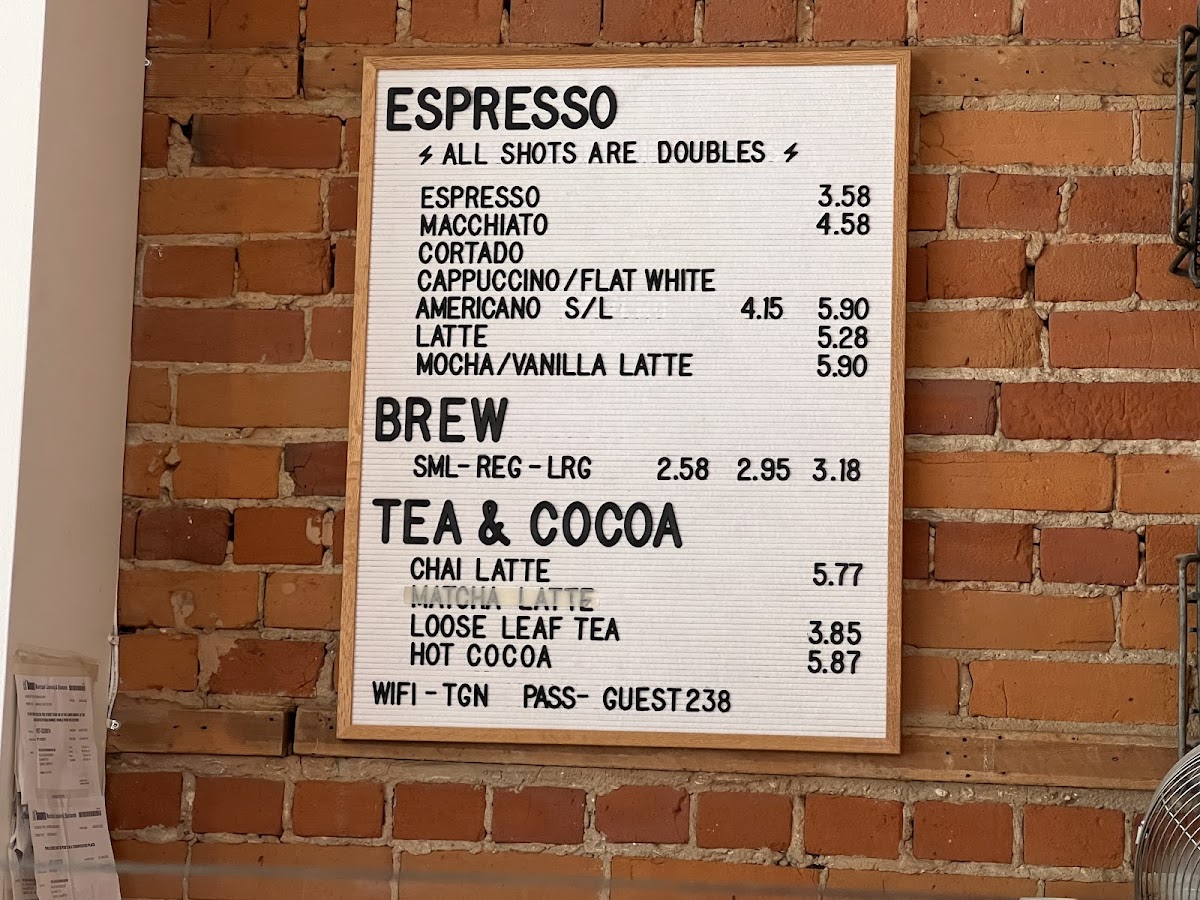 ESPRESSO
⚡ ALL SHOTS ARE DOUBLES ⚡
ESPRESSO 3.58
MACCHIATO 4.58
CORTADO
CAPPUCCINO/FLAT WHITE
AMERICANO S/L 4.15 5.90
LATTE 5.28
MOCHA/VANILLA LATTE 5.90
BREW
SML-REG-LRG 2.58 2.95 3.18
TEA & COCOA
CHAI LATTE 5.77
MATCHA LATTE
LOOSE LEAF TEA 3.85
HOT COCOA 5.87
WIFI-TGN PASS-GUEST238